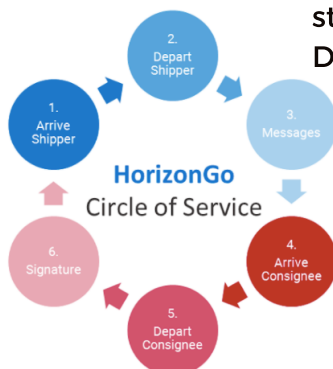 st
D
2.
Depart
Shipper
1.
Arrive
Shipper
3.
Messages
HorizonGo
Circle of Service
6.
Signature
4.
Arrive
Consignee
5.
Depart
Consignee